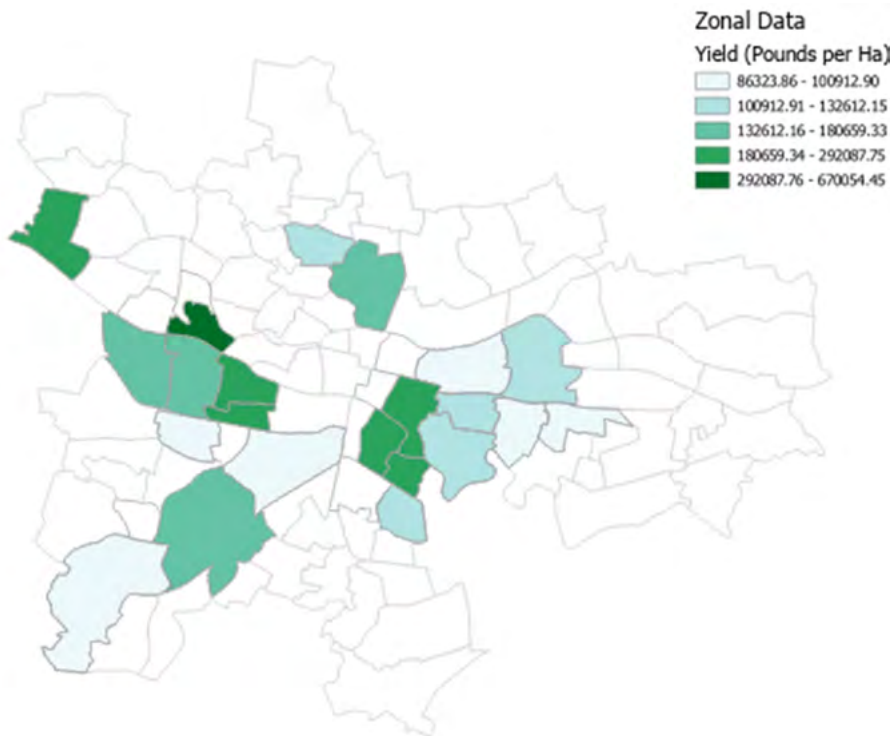 Zonal Data
Yield (Pounds per Ha)
86323.86 - 100912.90
100912.91 - 132612.15
132612.16 - 180659.33
180659.34 - 292087.75
292087.76 - 670054.45